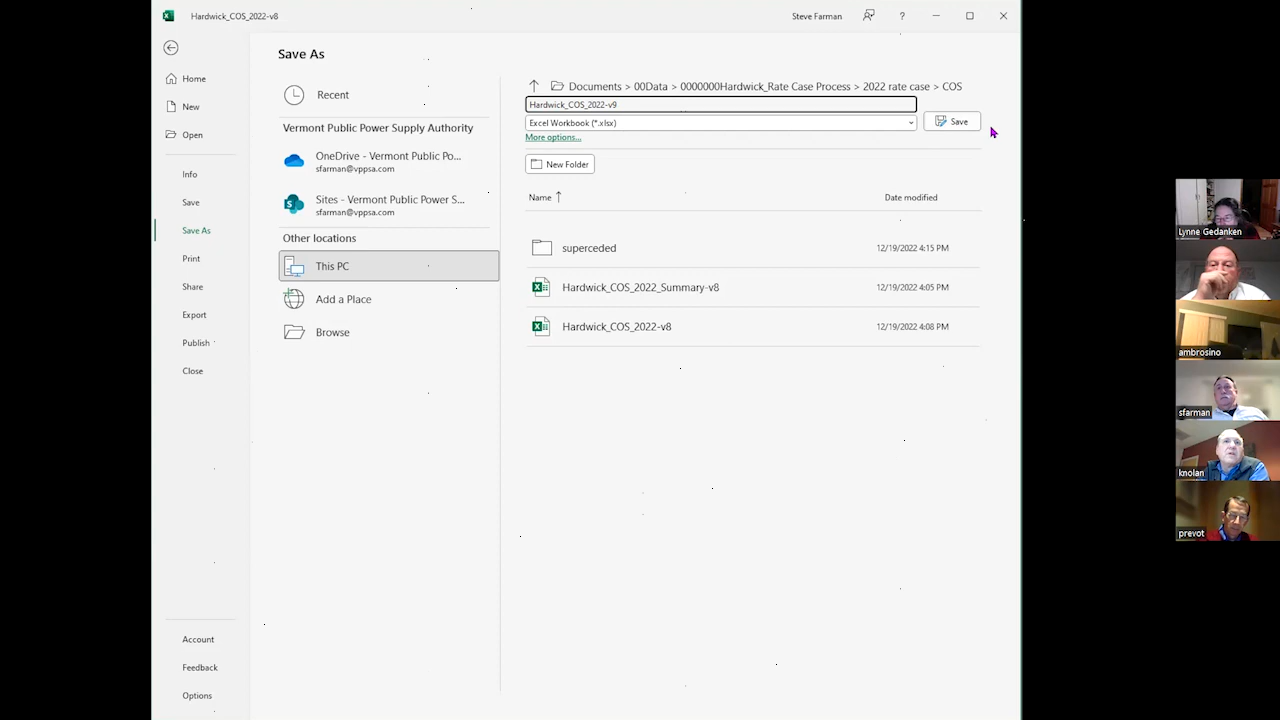 Hardwick_COS_2022-v8
Steve Farman
?
Save As
Home
New
Open
Info
Save
Save As
Print
Share
Export
Publish
Close
Account
Feedback
Options
Recent
Vermont Public Power Supply Authority
OneDrive - Vermont Public Po...
sfarman@vppsa.com
Sites - Vermont Public Power S...
sfarman@vppsa.com
Other locations
This PC
Add a Place
Browse
Documents > 00Data > 0000000Hardwick_Rate Case Process > 2022 rate case > COS
Hardwick_COS_2022-v9
Excel Workbook (*.xlsx)
Save
More options...
New Folder
Name ↑ Date modified
superceded 12/19/2022 4:15 PM
Hardwick_COS_2022_Summary-v8 12/19/2022 4:05 PM
Hardwick_COS_2022-v8 12/19/2022 4:08 PM
Lynne Gedanken
ambrosino
sfarman
knolan
prevot